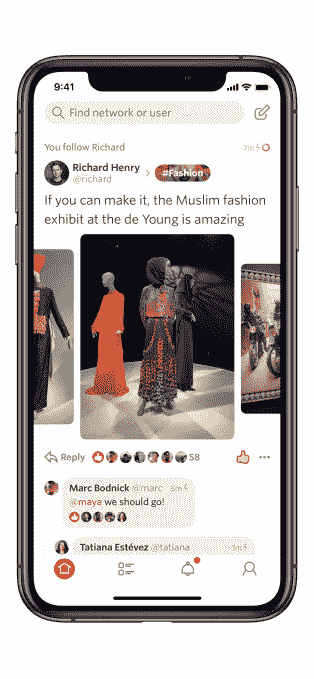 9:41
Find network or user
You follow Richard 7m
Richard Henry > #Fashion
@richard
If you can make it, the Muslim fashion
exhibit at the de Young is amazing
Reply 58
Marc Bodnick @marc 5m
@maya we should go!
Tatiana Estévez @tatiana 3m